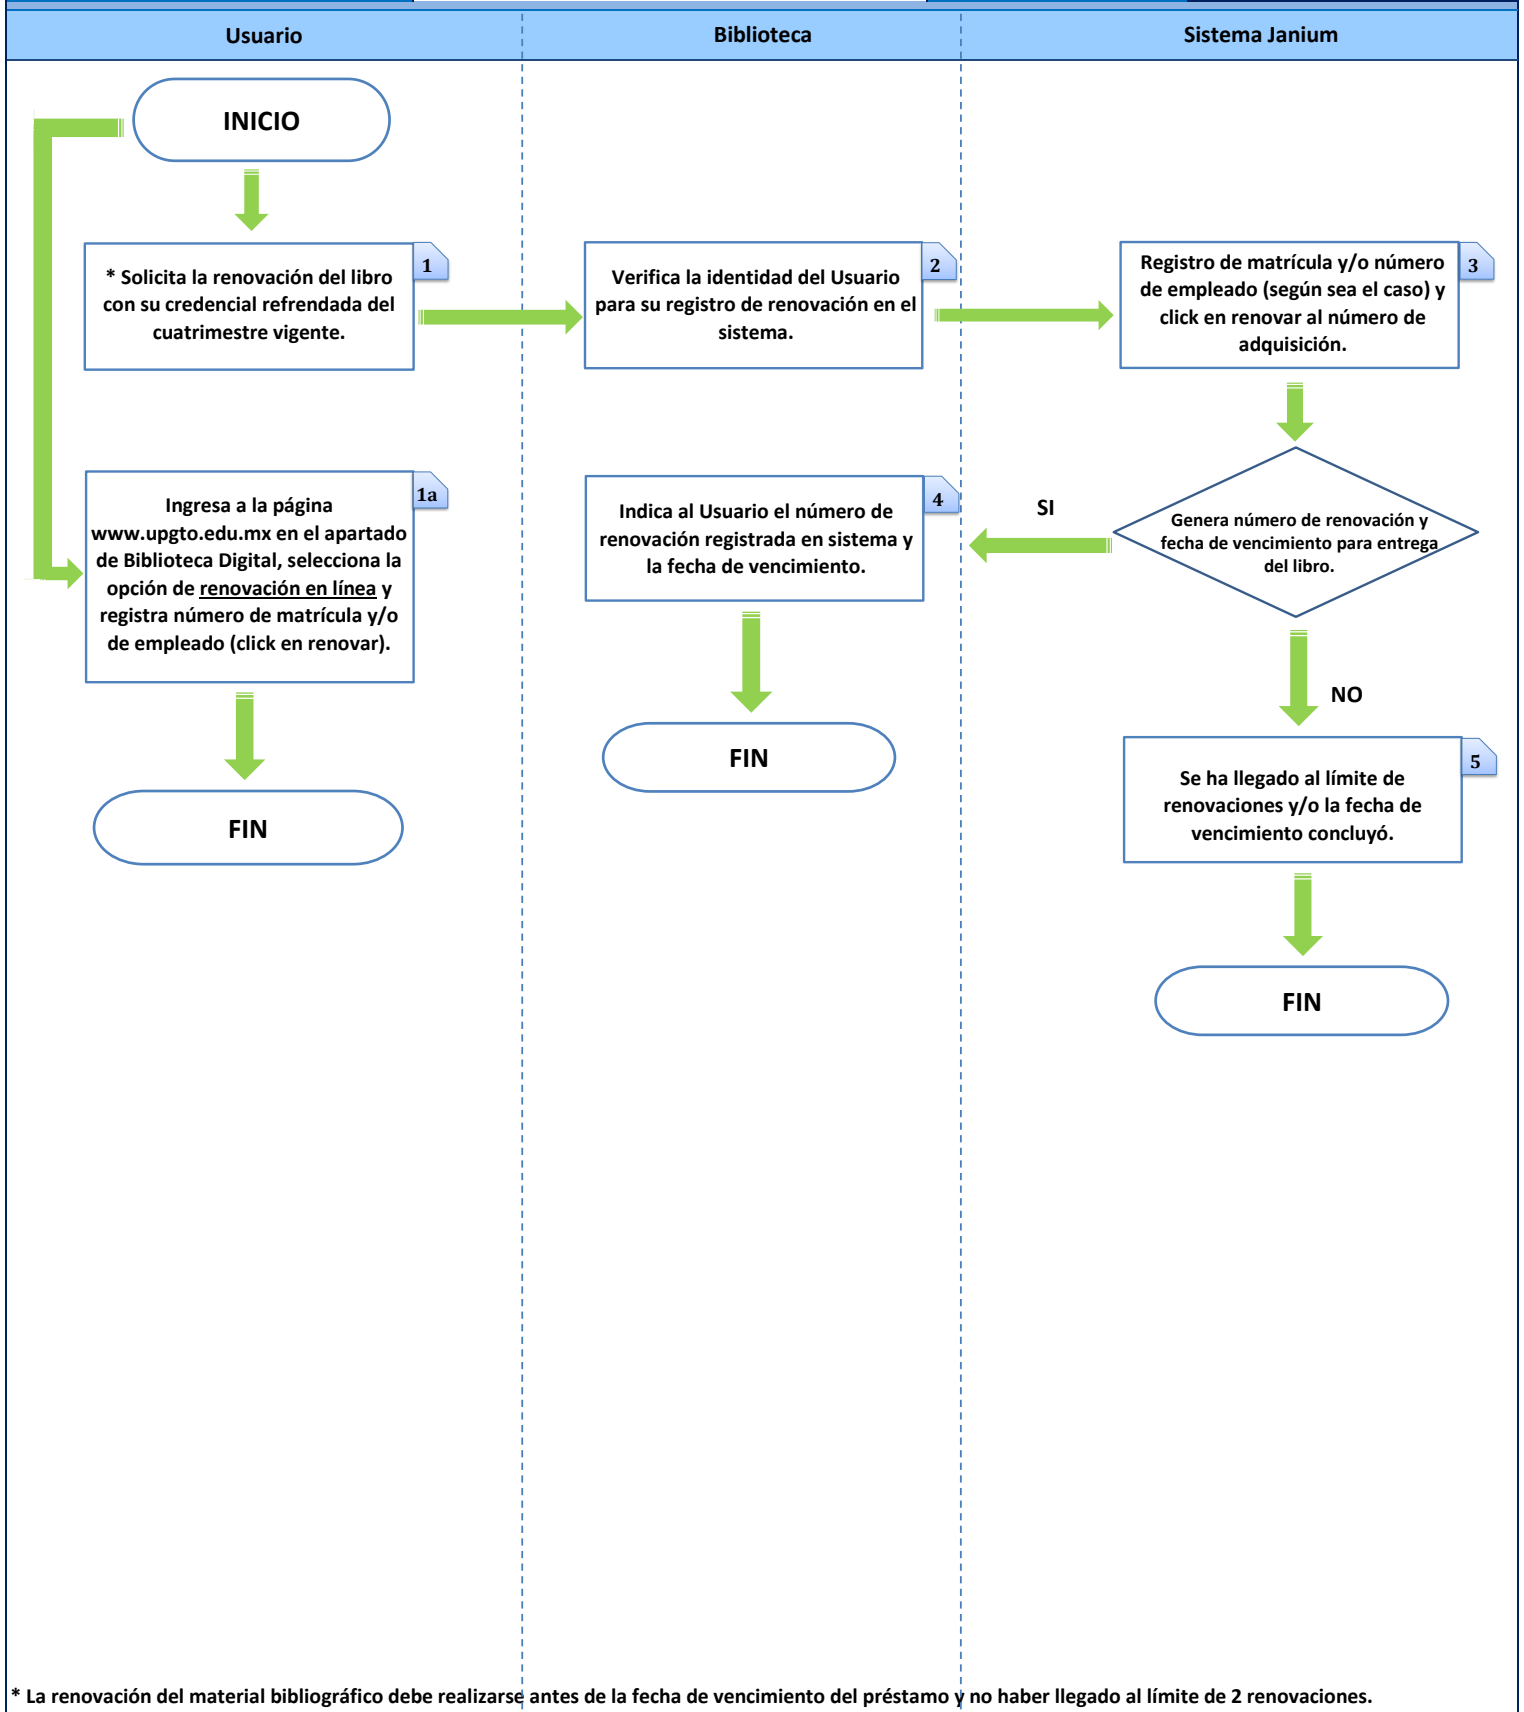 Usuario
Biblioteca
Sistema Janium
INICIO
* Solicita la renovación del libro
con su credencial refrendada del
cuatrimestre vigente.
1
Verifica la identidad del Usuario
para su registro de renovación en el
sistema.
2
Registro de matrícula y/o número
de empleado (según sea el caso) y
click en renovar al número de
adquisición.
3
Ingresa a la página
www.upgto.edu.mx en el apartado
de Biblioteca Digital, selecciona la
opción de renovación en línea y
registra número de matrícula y/o
de empleado (click en renovar).
1a
Indica al Usuario el número de
renovación registrada en sistema y
la fecha de vencimiento.
4
SI
Genera número de renovación y
fecha de vencimiento para entrega
del libro.
NO
FIN
FIN
Se ha llegado al límite de
renovaciones y/o la fecha de
vencimiento concluyó.
5
FIN
* La renovación del material bibliográfico debe realizarse antes de la fecha de vencimiento del préstamo y no haber llegado al límite de 2 renovaciones.